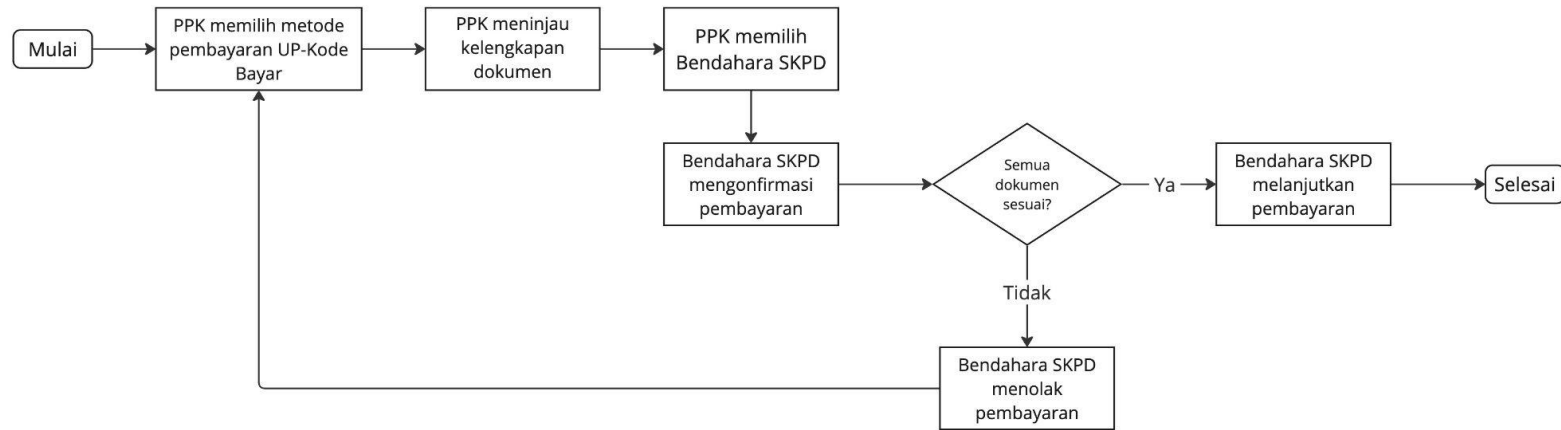 Mulai
PPK memilih metode
pembayaran UP-Kode
Bayar
PPK meninjau
kelengkapan
dokumen
PPK memilih
Bendahara SKPD
Bendahara SKPD
mengonfirmasi
pembayaran
Semua
dokumen
sesuai?
Ya
Bendahara SKPD
melanjutkan
pembayaran
Selesai
Tidak
Bendahara SKPD
menolak
pembayaran